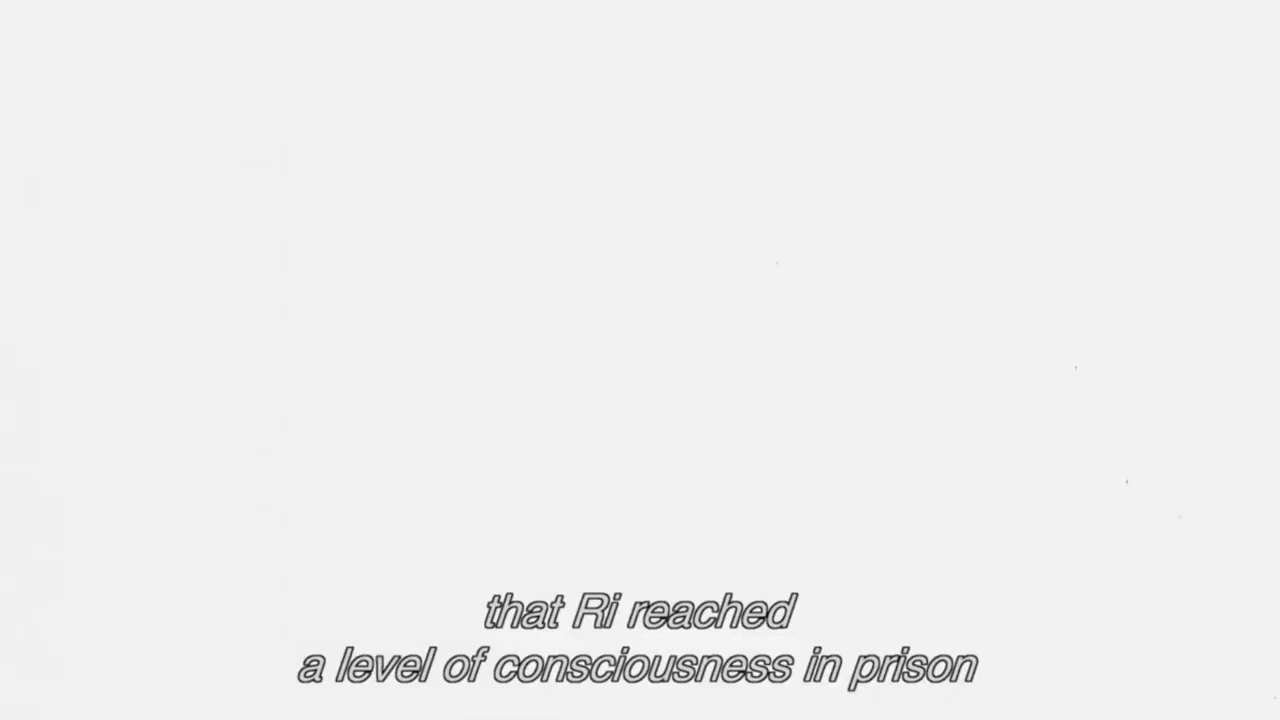 that Ri reached
a level of consciousness in prison